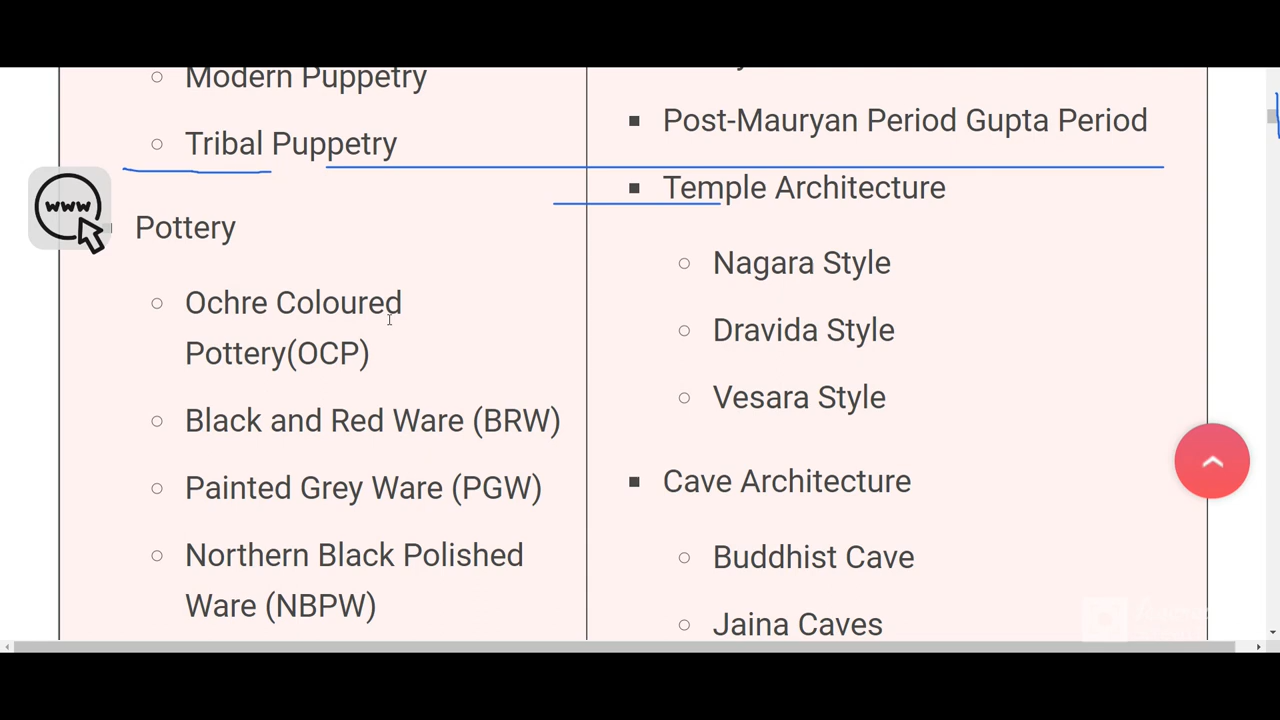 Modern Puppetry
Tribal Puppetry
www
Pottery
Ochre Coloured
Pottery(OCP)
Black and Red Ware (BRW)
Painted Grey Ware (PGW)
Northern Black Polished
Ware (NBPW)
Post-Mauryan Period Gupta Period
Temple Architecture
Nagara Style
Dravida Style
Vesara Style
Cave Architecture
Buddhist Cave
Jaina Caves